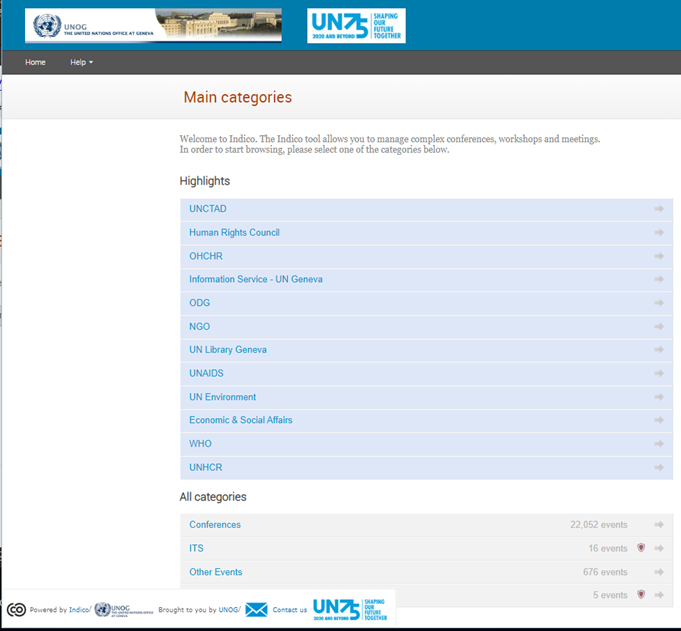 UNOG
THE UNITED NATIONS OFFICE AT GENEVA
UN75
2020 AND BEYOND
SHAPING
OUR
FUTURE
TOGETHER
Home Help
Main categories
Welcome to Indico. The Indico tool allows you to manage complex conferences, workshops and meetings.
In order to start browsing, please select one of the categories below.
Highlights
UNCTAD
Human Rights Council
OHCHR
Information Service - UN Geneva
ODG
NGO
UN Library Geneva
UNAIDS
UN Environment
Economic & Social Affairs
WHO
UNHCR
All categories
Conferences 22,052 events
ITS 16 events
Other Events 676 events
5 events
Powered by Indico/ UNOG THE UNITED NATIONS OFFICE AT GENEVA Brought to you by UNOG/ Contact us
UN75
2020 AND BEYOND
SHAPING
OUR
FUTURE
TOGETHER